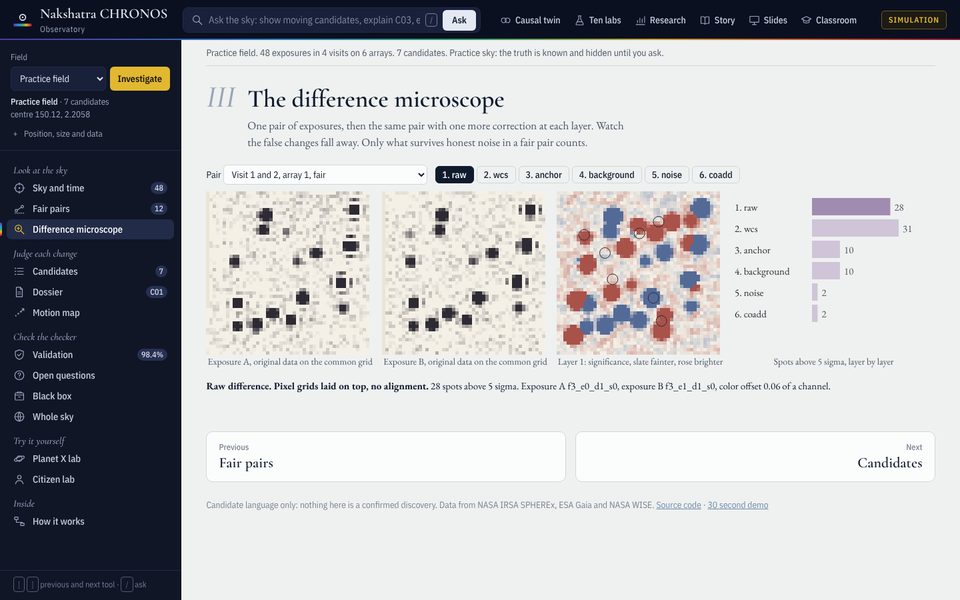 Nakshatra CHRONOS
Observatory
Ask the sky: show moving candidates, explain C03, e
/
Ask
Causal twin
Ten labs
Research
Story
Slides
Classroom
SIMULATION
Field
Practice field
Investigate
Practice field · 7 candidates
centre 150.12, 2.2058
+ Position, size and data
Look at the sky
Sky and time 48
Fair pairs 12
Difference microscope
Judge each change
Candidates 7
Dossier C01
Motion map
Check the checker
Validation 98.4%
Open questions
Black box
Whole sky
Try it yourself
Planet X lab
Citizen lab
Inside
How it works
[ ] previous and next tool · / ask
Practice field. 48 exposures in 4 visits on 6 arrays. 7 candidates. Practice sky: the truth is known and hidden until you ask.
III The difference microscope
One pair of exposures, then the same pair with one more correction at each layer. Watch
the false changes fall away. Only what survives honest noise in a fair pair counts.
Pair Visit 1 and 2, array 1, fair
1. raw
2. wcs
3. anchor
4. background
5. noise
6. coadd
1. raw 28
2. wcs 31
3. anchor 10
4. background 10
5. noise 2
6. coadd 2
Exposure A, original data on the common grid
Exposure B, original data on the common grid
Layer 1: significance, slate fainter, rose brighter
Spots above 5 sigma, layer by layer
Raw difference. Pixel grids laid on top, no alignment. 28 spots above 5 sigma. Exposure A f3_e0_d1_s0, exposure B f3_e1_d1_s0, color offset 0.06 of a channel.
Previous
Fair pairs
Next
Candidates
Candidate language only: nothing here is a confirmed discovery. Data from NASA IRSA SPHEREx, ESA Gaia and NASA WISE. Source code · 30 second demo